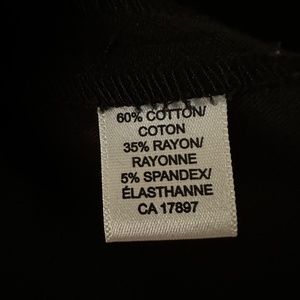 60% COTTON/
COTON
35% RAYON/
RAYONNE
5% SPANDEX/
ÉLASTHANNE
CA 17897